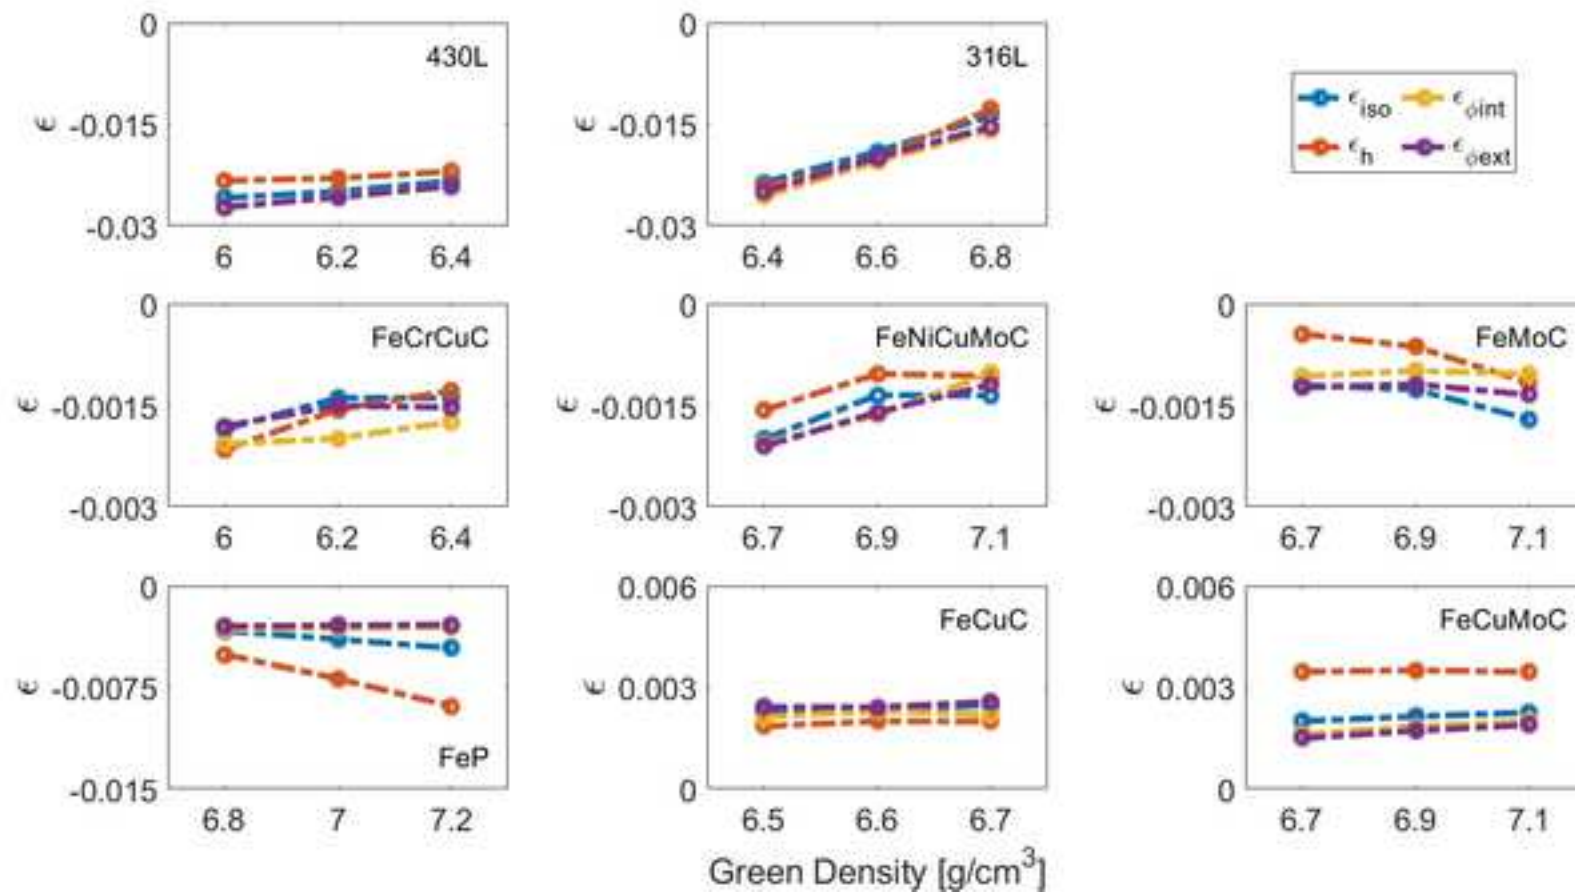 0
430L
ϵ -0.015
-0.03
6 6.2 6.4
0
316L
ϵ -0.015
-0.03
6.4 6.6 6.8
ϵiso ϵϕint
ϵh ϵϕext
0
FeCrCuC
ϵ -0.0015
-0.003
6 6.2 6.4
0
FeNiCuMoC
ϵ -0.0015
-0.003
6.7 6.9 7.1
0
FeMoC
ϵ -0.0015
-0.003
6.7 6.9 7.1
0
ϵ -0.0075
FeP
-0.015
6.8 7 7.2
0.006
FeCuC
ϵ 0.003
0
6.5 6.6 6.7
0.006
FeCuMoC
ϵ 0.003
0
6.7 6.9 7.1
Green Density [g/cm³]